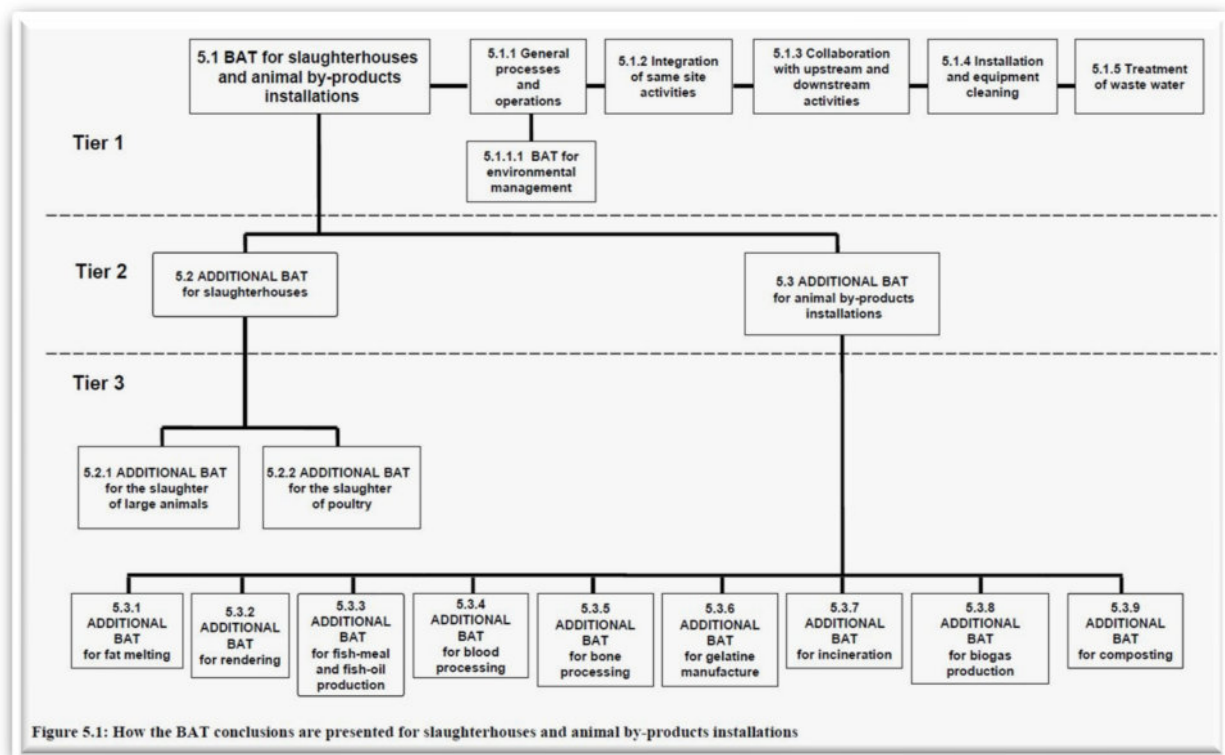 5.1 BAT for slaughterhouses
and animal by-products
installations
5.1.1 General
processes
and
operations
5.1.2 Integration
of same site
activities
5.1.3 Collaboration
with upstream and
downstream
activities
5.1.4 Installation
and equipment
cleaning
5.1.5 Treatment
of waste water
Tier 1
5.1.1.1 BAT for
environmental
management
Tier 2
5.2 ADDITIONAL BAT
for slaughterhouses
5.3 ADDITIONAL BAT
for animal by-products
installations
Tier 3
5.2.1 ADDITIONAL BAT
for the slaughter
of large animals
5.2.2 ADDITIONAL BAT
for the slaughter
of poultry
5.3.1
ADDITIONAL
BAT
for fat melting
5.3.2
ADDITIONAL
BAT
for rendering
5.3.3
ADDITIONAL
BAT
for fish-meal
and fish-oil
production
5.3.4
ADDITIONAL
BAT
for blood
processing
5.3.5
ADDITIONAL
BAT
for bone
processing
5.3.6
ADDITIONAL
BAT
for gelatine
manufacture
5.3.7
ADDITIONAL
BAT
for incineration
5.3.8
ADDITIONAL
BAT
for biogas
production
5.3.9
ADDITIONAL
BAT
for composting
Figure 5.1: How the BAT conclusions are presented for slaughterhouses and animal by-products installations